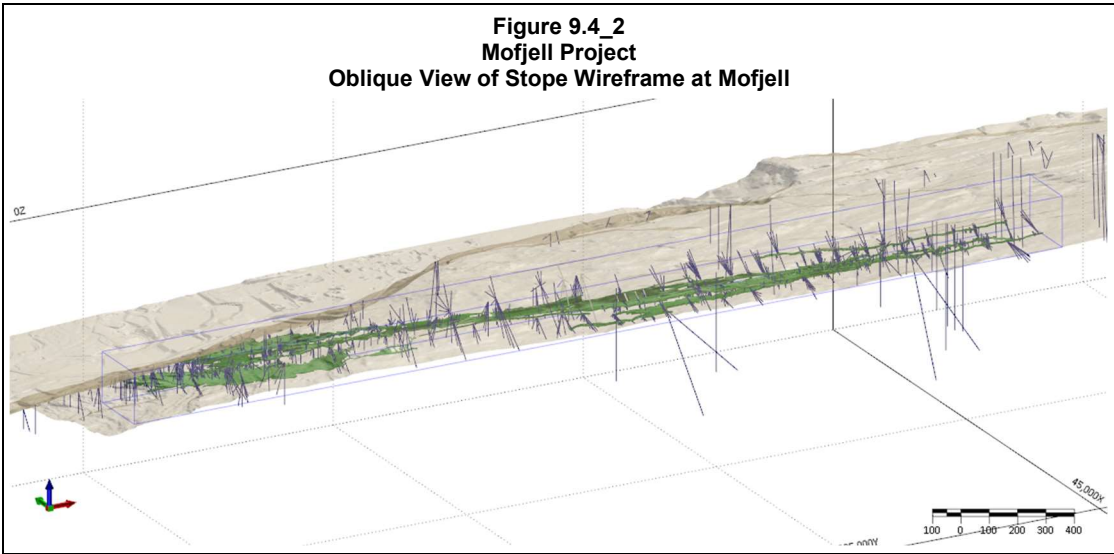 Figure 9.4_2
Mofjell Project
Oblique View of Stope Wireframe at Mofjell
0Z
45,000X
100 0 100 200 300 400